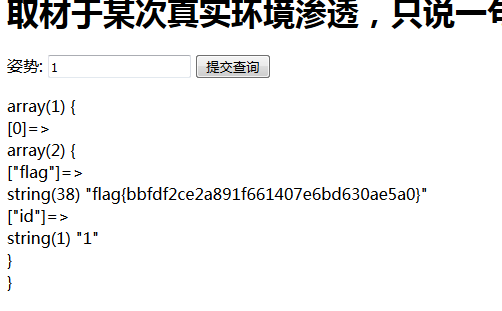 取材于某次真实环境渗透，只说一
姿势: 1 提交查询
array(1) {
[0]=>
array(2) {
["flag"]=>
string(38) "flag{bbfdf2ce2a891f661407e6bd630ae5a0}"
["id"]=>
string(1) "1"
}
}